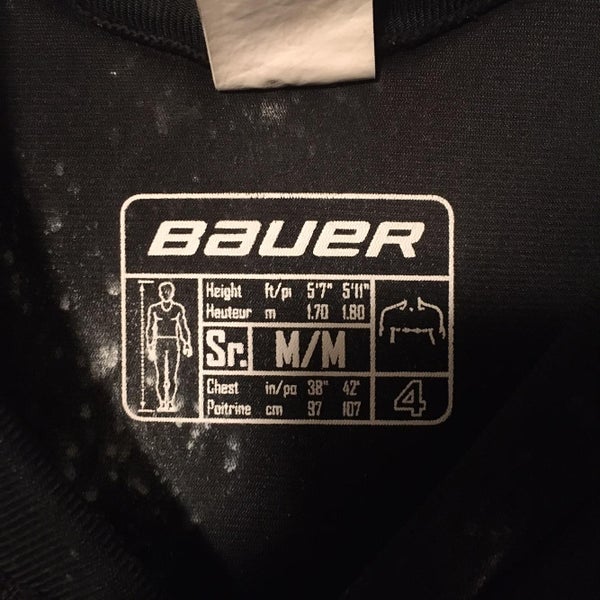 BAUER
Height ft/pi 5'7" 5'11"
Hauteur m 1.70 1.80
Sr. M/M
Chest in/po 38" 42"
Poitrine cm 97 107
4